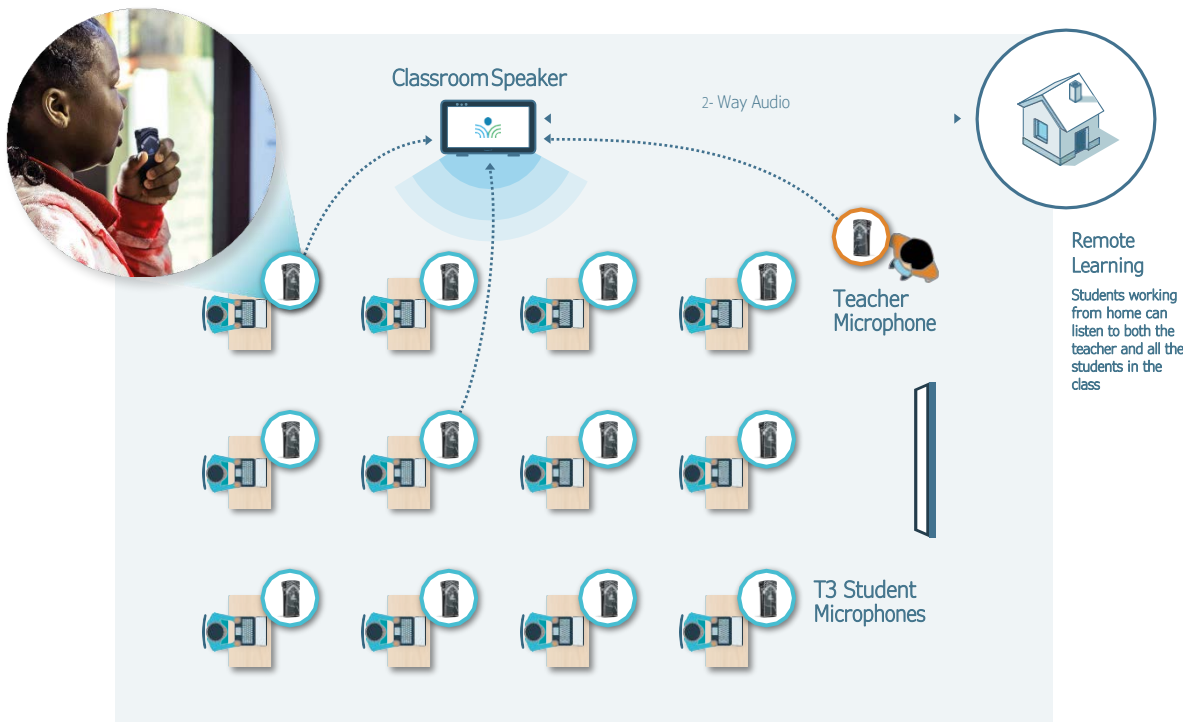 Classroom Speaker
2- Way Audio
Remote
Learning
Students working
from home can
listen to both the
teacher and all the
students in the
class
Teacher
Microphone
T3 Student
Microphones